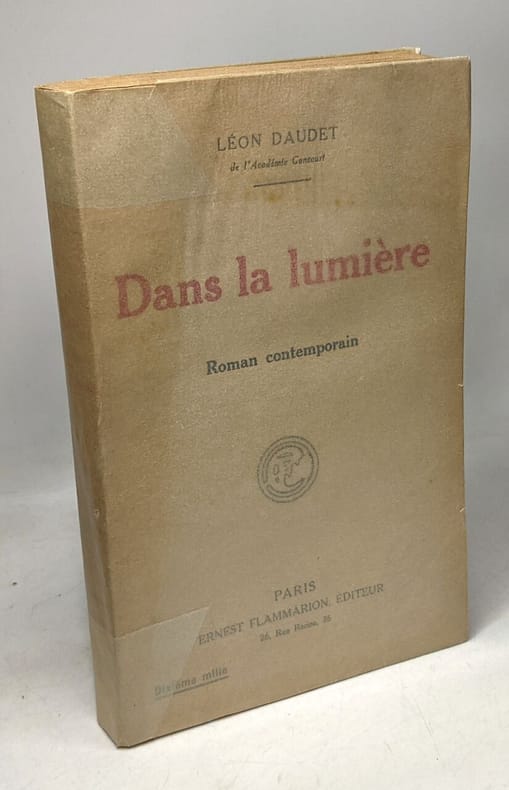 LÉON DAUDET
de l'Académie Goncourt
Dans la lumière
Roman contemporain
PARIS
ERNEST FLAMMARION, ÉDITEUR
26, Rue Racine, 26
Dixième mille